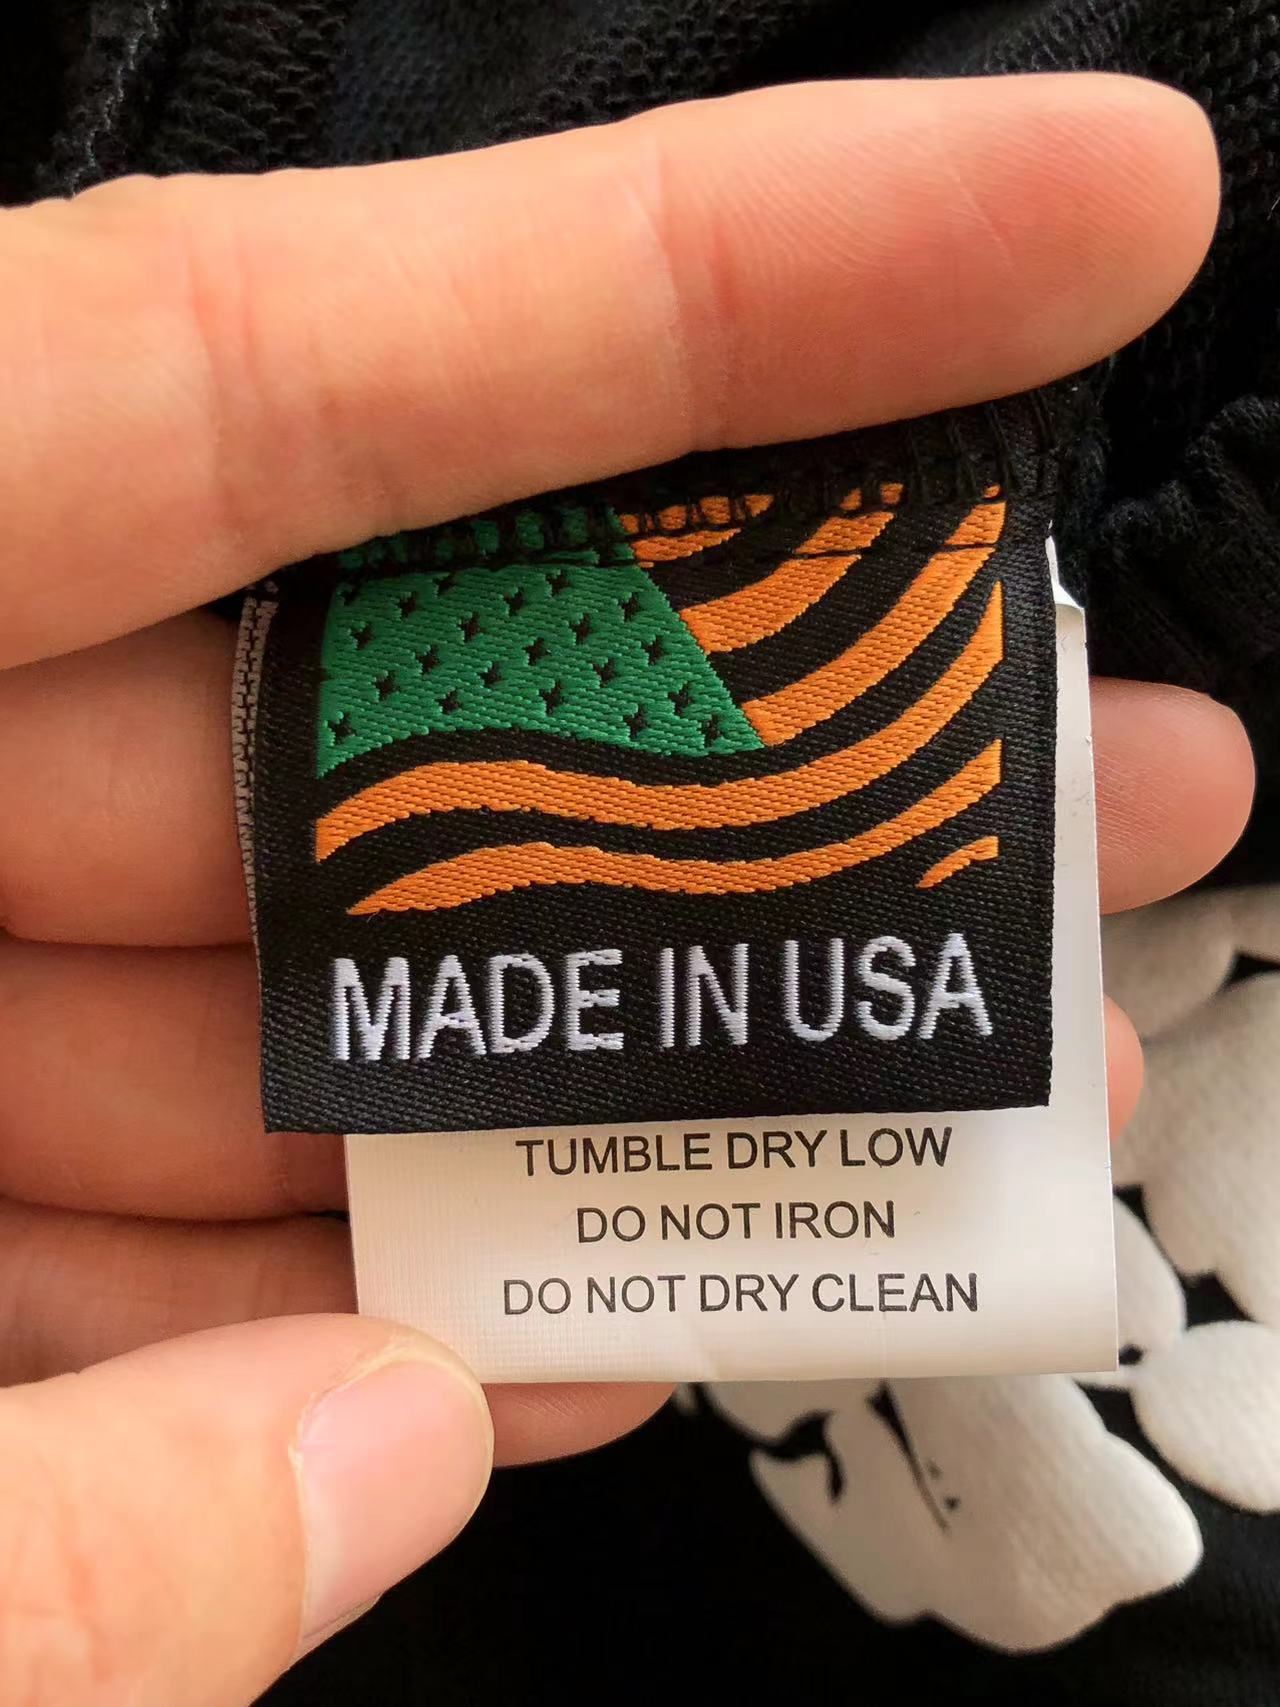 MADE IN USA
TUMBLE DRY LOW
DO NOT IRON
DO NOT DRY CLEAN